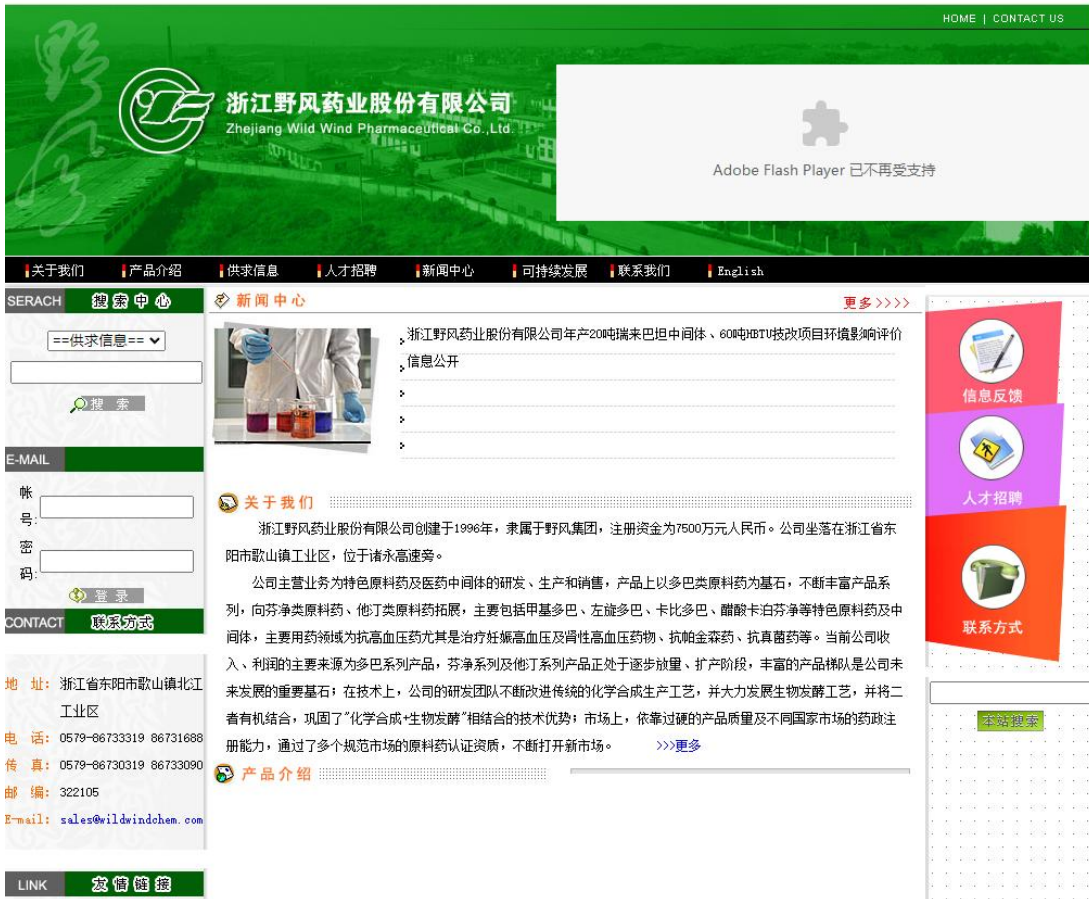 HOME | CONTACT US
野风
浙江野风药业股份有限公司
Zhejiang Wild Wind Pharmaceutical Co.,Ltd.
Adobe Flash Player 已不再受支持
关于我们 产品介绍 供求信息 人才招聘 新闻中心 可持续发展 联系我们 English
SERACH 搜索中心
==供求信息==
搜 索
E-MAIL
帐
号:
密
码:
登 录
CONTACT 联系方式
地 址: 浙江省东阳市歌山镇北江
工业区
电 话: 0579-86733319 86731688
传 真: 0579-86730319 86733090
邮 编: 322105
E-mail: sales@wildwindchem.com
LINK 友情链接
新闻中心 更多>>>>
浙江野风药业股份有限公司年产20吨瑞来巴坦中间体、60吨HBTU技改项目环境影响评价
信息公开
关于我们
浙江野风药业股份有限公司创建于1996年，隶属于野风集团，注册资金为7500万元人民币。公司坐落在浙江省东
阳市歌山镇工业区，位于诸永高速旁。
公司主营业务为特色原料药及医药中间体的研发、生产和销售，产品上以多巴类原料药为基石，不断丰富产品系
列，向芬净类原料药、他汀类原料药拓展，主要包括甲基多巴、左旋多巴、卡比多巴、醋酸卡泊芬净等特色原料药及中
间体，主要用药领域为抗高血压药尤其是治疗妊娠高血压及肾性高血压药物、抗帕金森药、抗真菌药等。当前公司收
入、利润的主要来源为多巴系列产品，芬净系列及他汀系列产品正处于逐步放量、扩产阶段，丰富的产品梯队是公司未
来发展的重要基石；在技术上，公司的研发团队不断改进传统的化学合成生产工艺，并大力发展生物发酵工艺，并将二
者有机结合，巩固了"化学合成+生物发酵"相结合的技术优势；市场上，依靠过硬的产品质量及不同国家市场的药政注
册能力，通过了多个规范市场的原料药认证资质，不断打开新市场。 >>>更多
产品介绍
信息反馈
人才招聘
联系方式
本站搜索